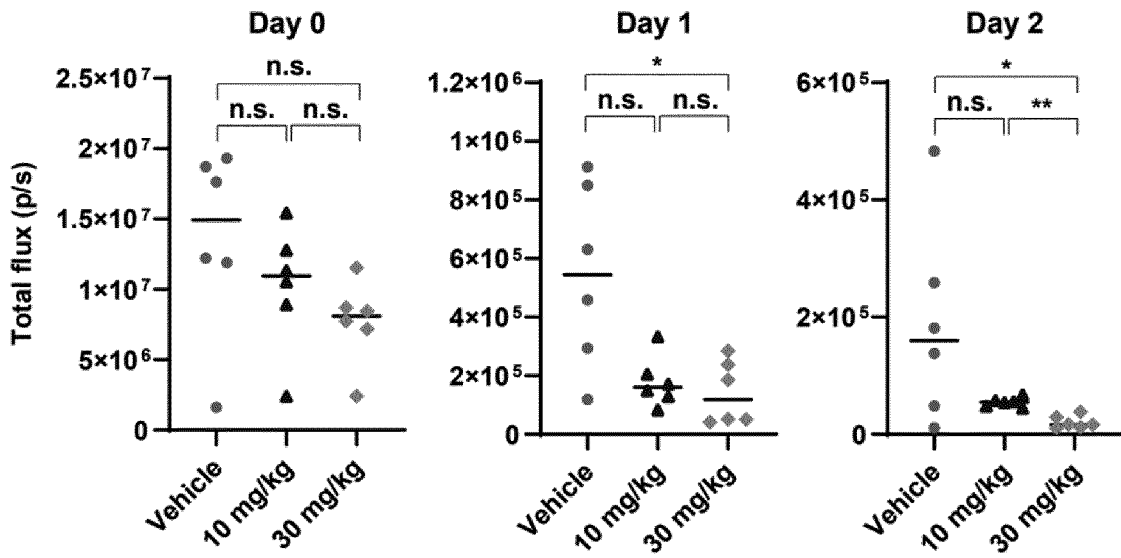 Day 0
Day 1
Day 2
Total flux (p/s)
2.5×10⁷
2×10⁷
1.5×10⁷
1×10⁷
5×10⁶
0
n.s.
n.s.
n.s.
Vehicle
10 mg/kg
30 mg/kg
1.2×10⁶
1×10⁶
8×10⁵
6×10⁵
4×10⁵
2×10⁵
0
*
n.s.
n.s.
Vehicle
10 mg/kg
30 mg/kg
6×10⁵
4×10⁵
2×10⁵
0
*
n.s.
**
Vehicle
10 mg/kg
30 mg/kg